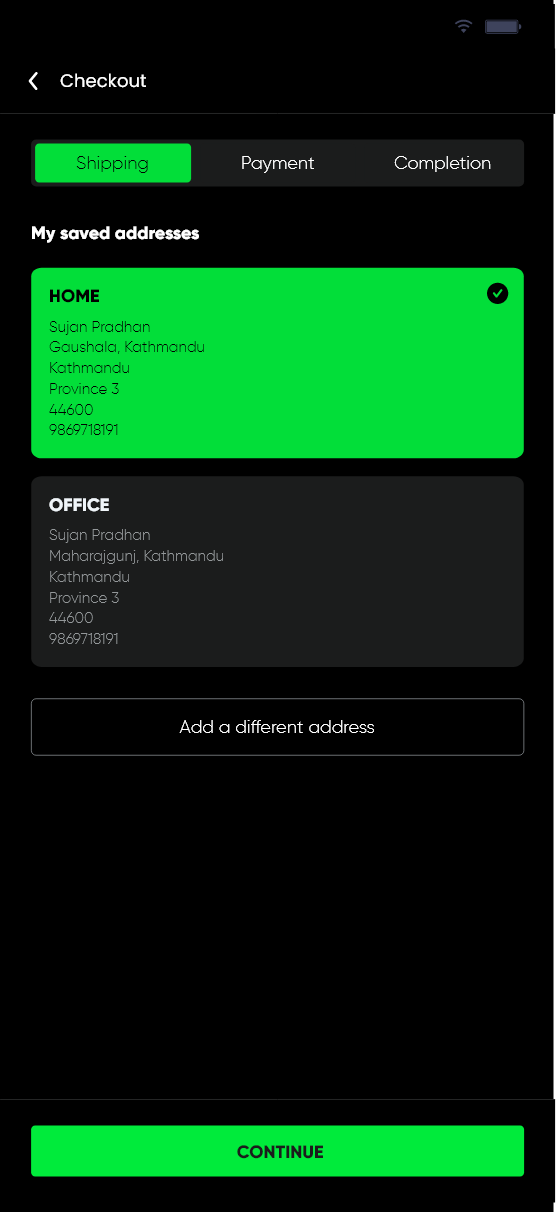 Checkout
Shipping Payment Completion
My saved addresses
HOME
Sujan Pradhan
Gaushala, Kathmandu
Kathmandu
Province 3
44600
9869718191
OFFICE
Sujan Pradhan
Maharajgunj, Kathmandu
Kathmandu
Province 3
44600
9869718191
Add a different address
CONTINUE